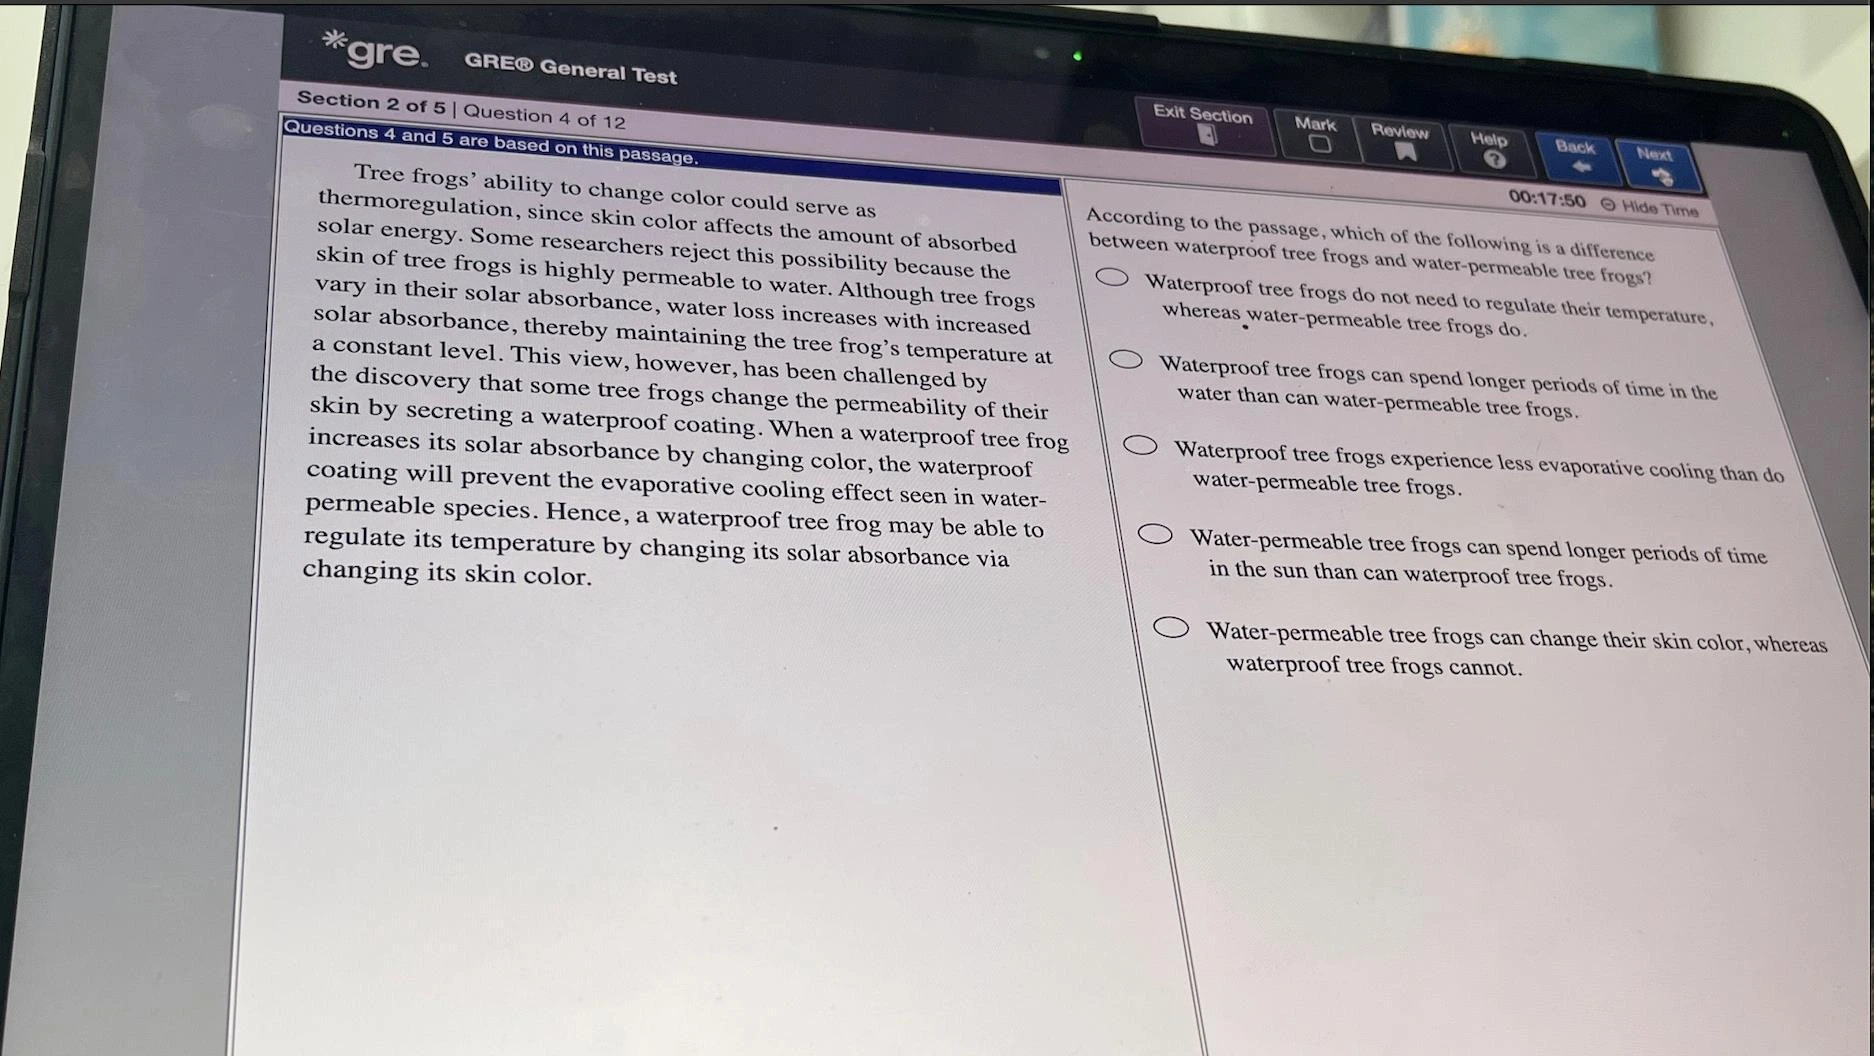 *gre.
GRE® General Test
Section 2 of 5 | Question 4 of 12
Exit Section
Mark
Review
Help
?
Back
Next
00:17:50
Hide Time
Questions 4 and 5 are based on this passage.
Tree frogs' ability to change color could serve as
thermoregulation, since skin color affects the amount of absorbed
solar energy. Some researchers reject this possibility because the
skin of tree frogs is highly permeable to water. Although tree frogs
vary in their solar absorbance, water loss increases with increased
solar absorbance, thereby maintaining the tree frog's temperature at
a constant level. This view, however, has been challenged by
the discovery that some tree frogs change the permeability of their
skin by secreting a waterproof coating. When a waterproof tree frog
increases its solar absorbance by changing color, the waterproof
coating will prevent the evaporative cooling effect seen in water-
permeable species. Hence, a waterproof tree frog may be able to
regulate its temperature by changing its solar absorbance via
changing its skin color.
According to the passage, which of the following is a difference
between waterproof tree frogs and water-permeable tree frogs?
Waterproof tree frogs do not need to regulate their temperature,
whereas water-permeable tree frogs do.
Waterproof tree frogs can spend longer periods of time in the
water than can water-permeable tree frogs.
Waterproof tree frogs experience less evaporative cooling than do
water-permeable tree frogs.
Water-permeable tree frogs can spend longer periods of time
in the sun than can waterproof tree frogs.
Water-permeable tree frogs can change their skin color, whereas
waterproof tree frogs cannot.